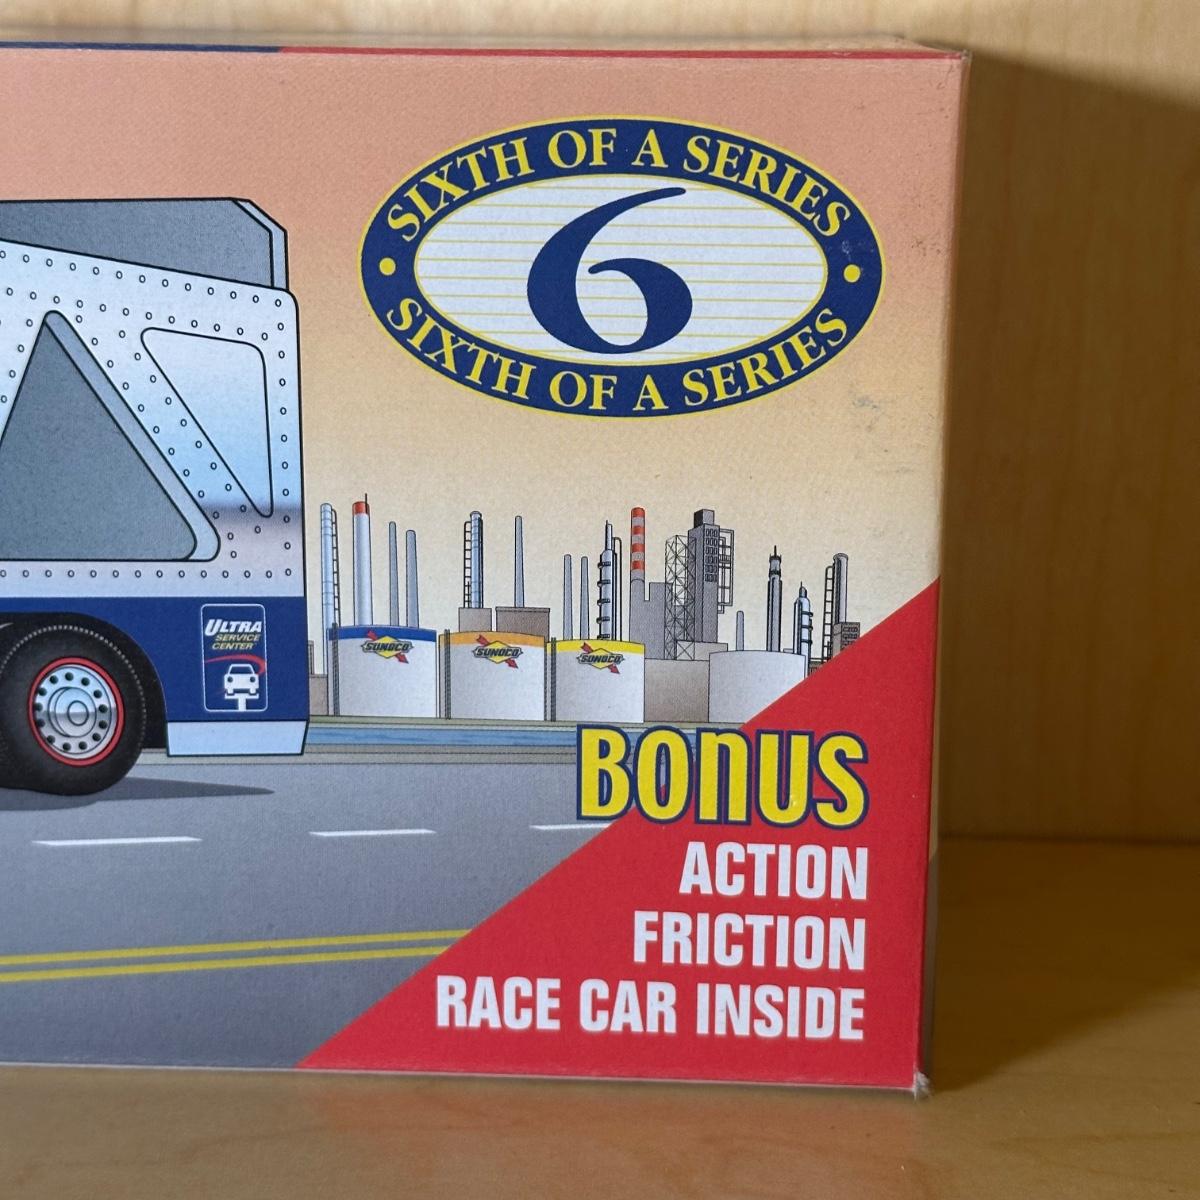 SIXTH OF A SERIES
6
SIXTH OF A SERIES
ULTRA
SERVICE
CENTER
SUNOCO
SUNOCO
SUNOCO
BONUS
ACTION
FRICTION
RACE CAR INSIDE